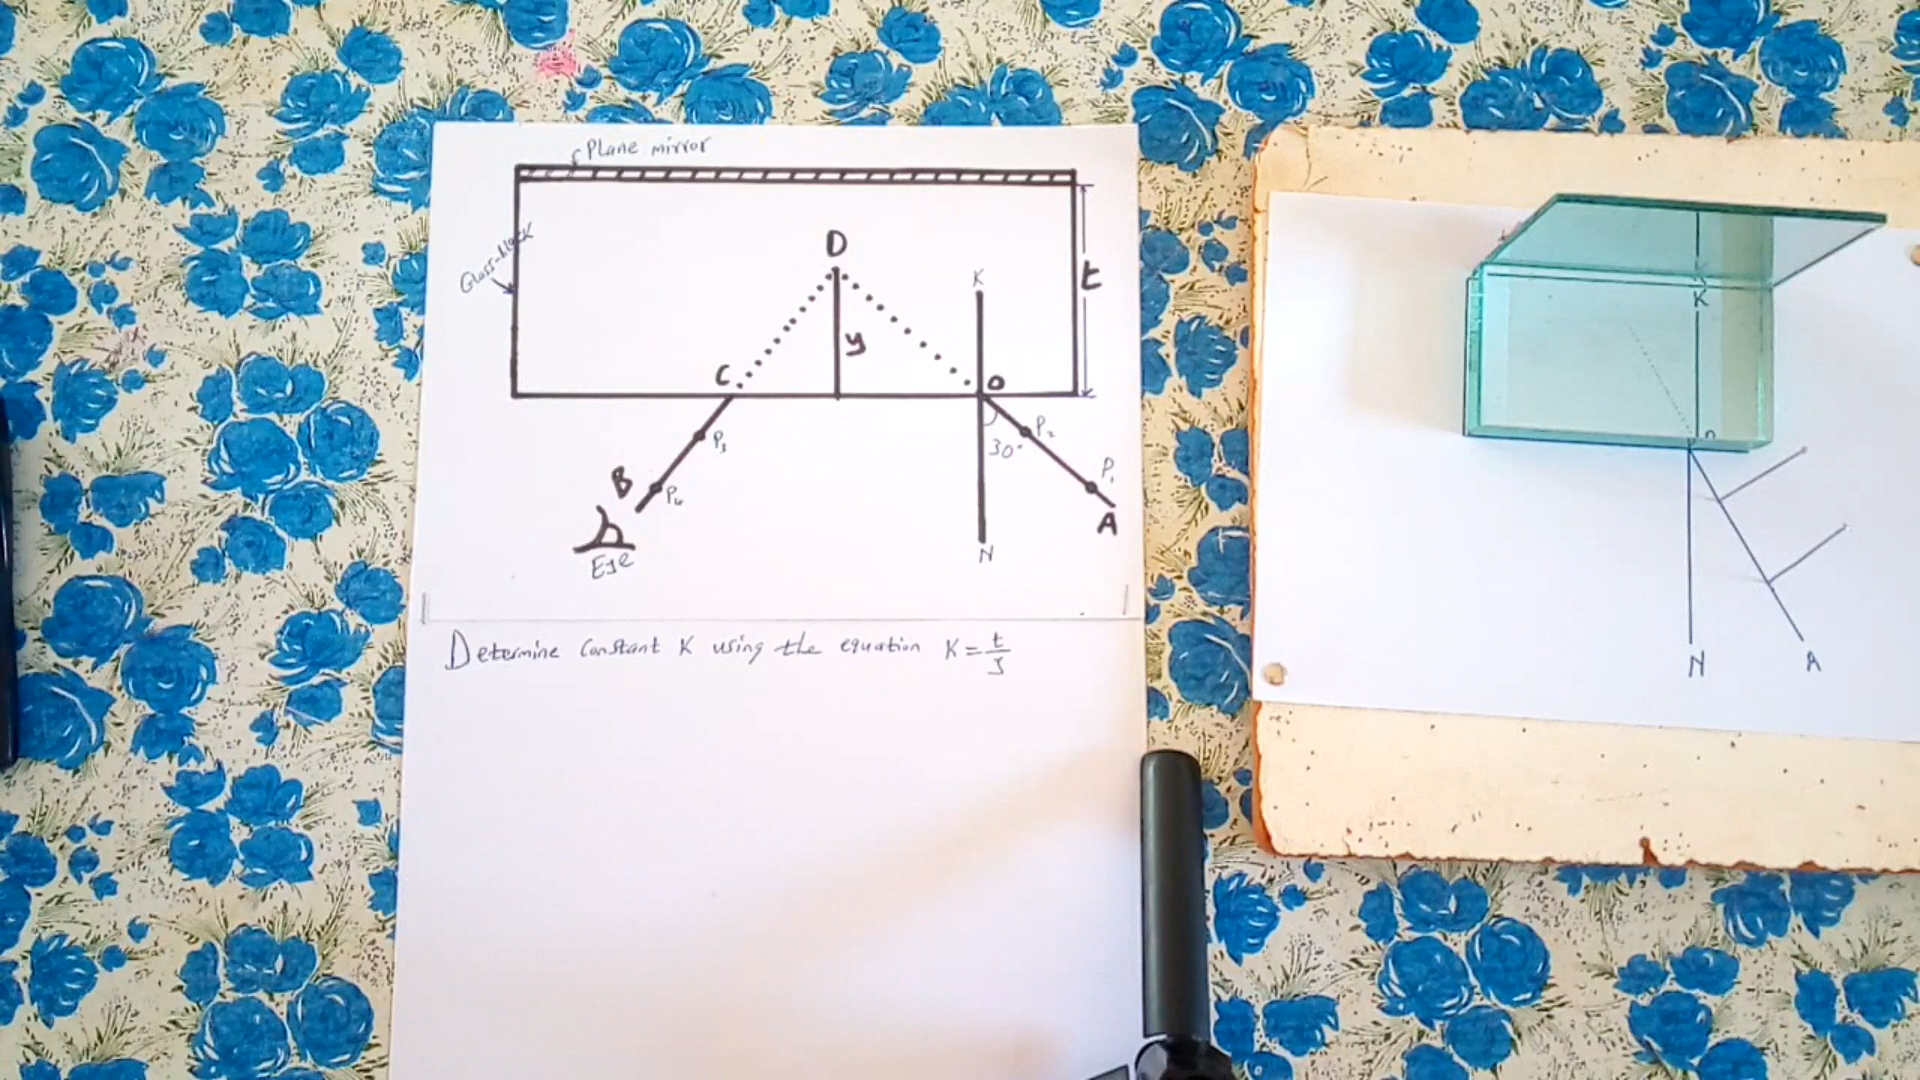 Plane mirror
Glass-block
D
K
t
y
C
O
P₃
P₂
30°
B
P₄
P₁
A
Eye
N
Determine Constant K using the equation K = t/y
K
N
A